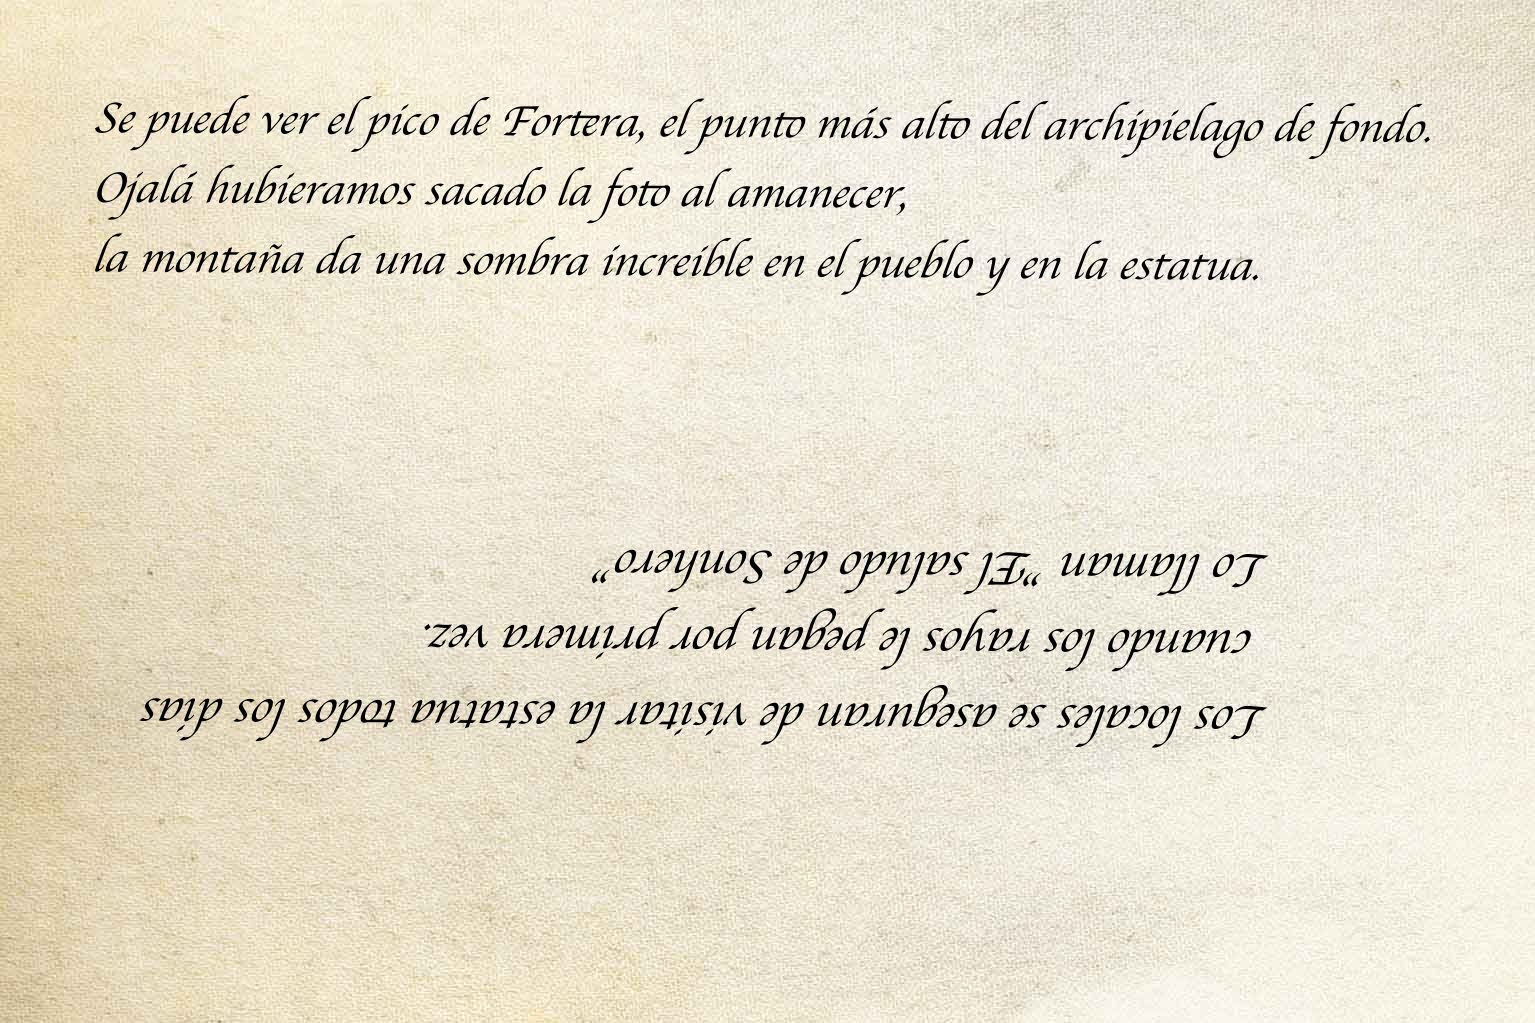 Se puede ver el pico de Fortera, el punto más alto del archipielago de fondo.
Ojalá hubieramos sacado la foto al amanecer,
la montaña da una sombra increíble en el pueblo y en la estatua.
Los locales se aseguran de visitar la estatua todos los días
cuando los rayos le pegan por primera vez.
Lo llaman "El saludo de Sonhero"